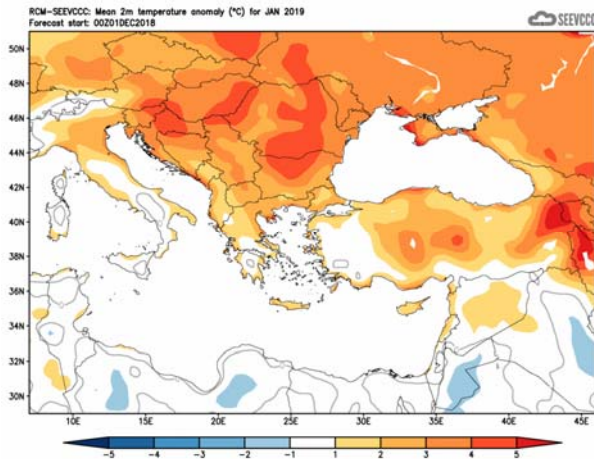 RCM-SEEVCCC: Mean 2m temperature anomaly (°C) for JAN 2019
Forecast start: 00Z01DEC2018
SEEVCCC
50N
48N
46N
44N
42N
40N
38N
36N
34N
32N
30N
10E 15E 20E 25E 30E 35E 40E 45E
-5 -4 -3 -2 -1 1 2 3 4 5